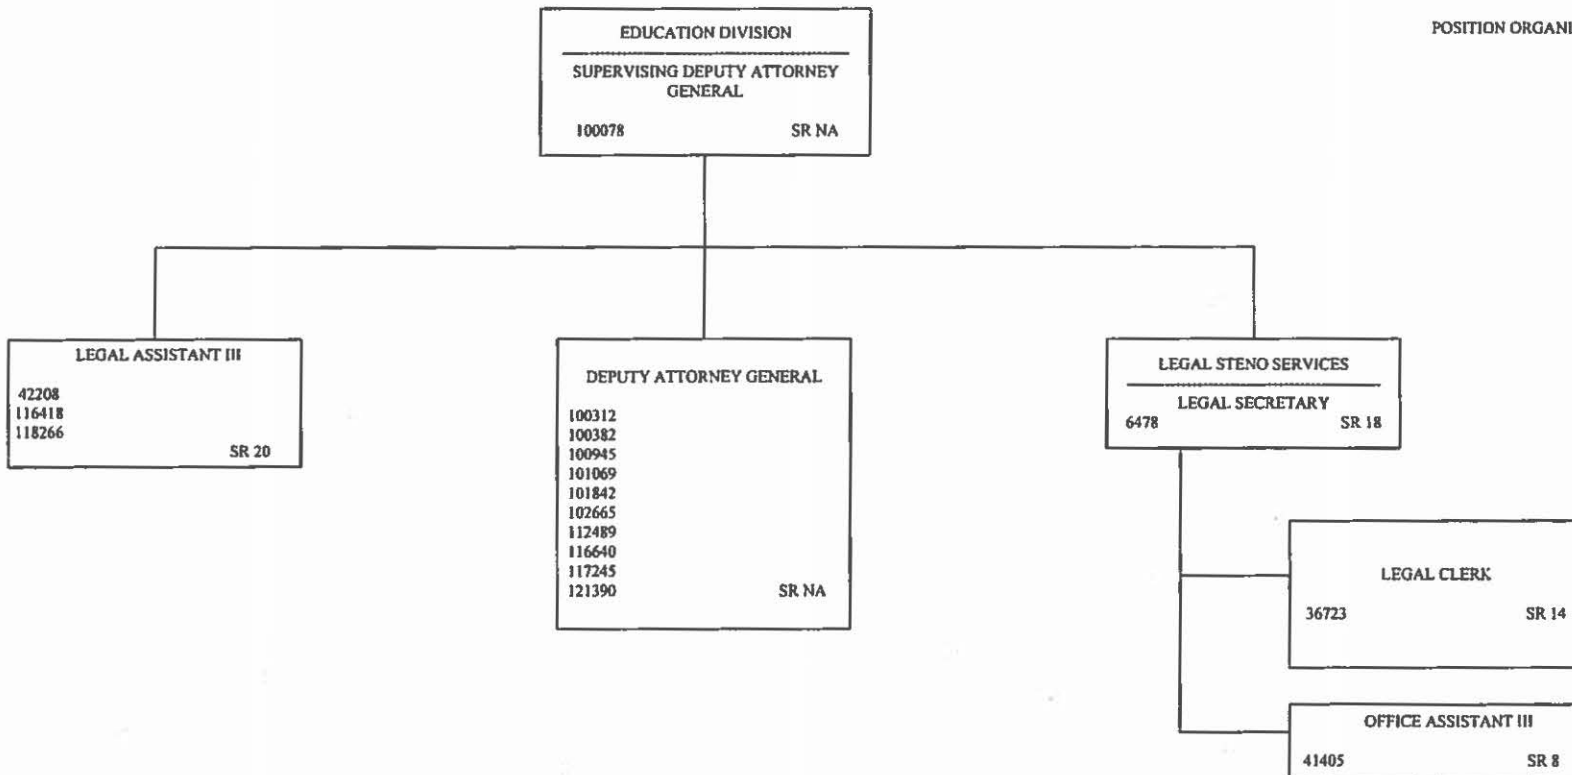 POSITION ORGANI
EDUCATION DIVISION
SUPERVISING DEPUTY ATTORNEY
GENERAL
100078 SR NA
LEGAL ASSISTANT III
42208
116418
118266
SR 20
DEPUTY ATTORNEY GENERAL
100312
100382
100945
101069
101842
102665
112489
116640
117245
121390 SR NA
LEGAL STENO SERVICES
LEGAL SECRETARY
6478 SR 18
LEGAL CLERK
36723 SR 14
OFFICE ASSISTANT III
41405 SR 8